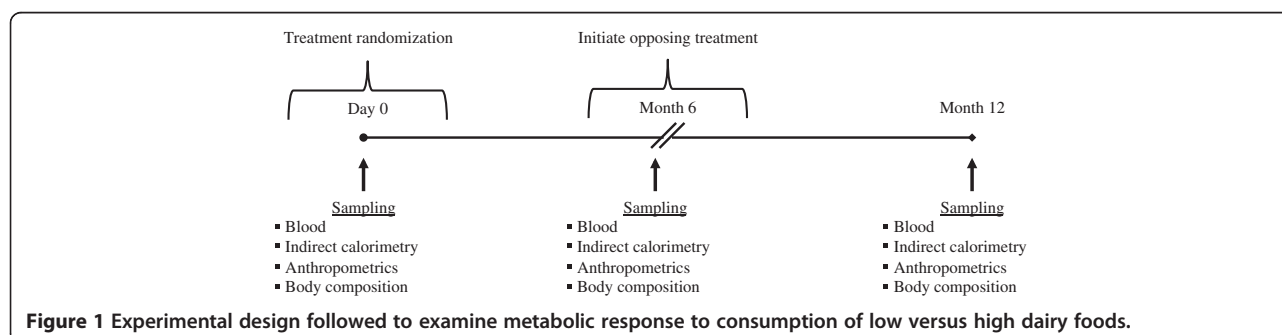 Treatment randomization
Initiate opposing treatment
Day 0
Month 6
Month 12
Sampling
▪ Blood
▪ Indirect calorimetry
▪ Anthropometrics
▪ Body composition
Sampling
▪ Blood
▪ Indirect calorimetry
▪ Anthropometrics
▪ Body composition
Sampling
▪ Blood
▪ Indirect calorimetry
▪ Anthropometrics
▪ Body composition
Figure 1 Experimental design followed to examine metabolic response to consumption of low versus high dairy foods.